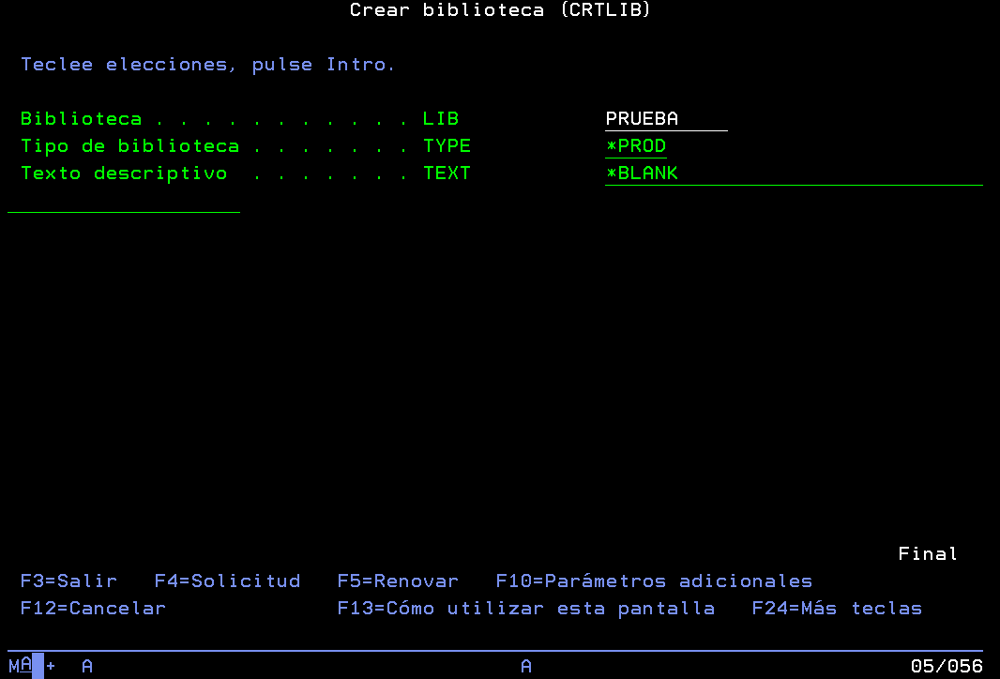 Crear biblioteca (CRTLIB)
Teclee elecciones, pulse Intro.
Biblioteca . . . . . . . . . . . LIB PRUEBA
Tipo de biblioteca . . . . . . . TYPE *PROD
Texto descriptivo . . . . . . . TEXT *BLANK
Final
F3=Salir F4=Solicitud F5=Renovar F10=Parámetros adicionales
F12=Cancelar F13=Cómo utilizar esta pantalla F24=Más teclas
MA + A A 05/056